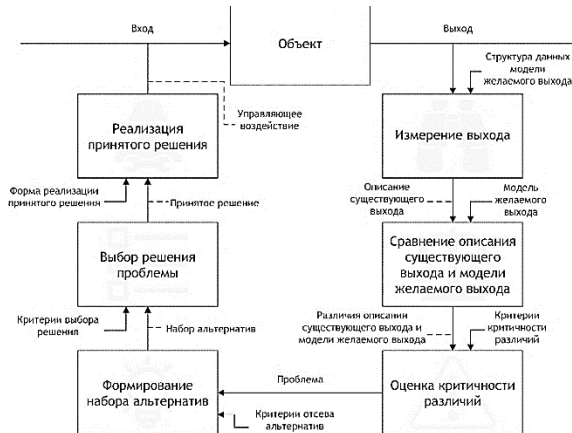 Вход
Объект
Выход
Структура данных
модели
желаемого выхода
Управляющее
воздействие
Реализация
принятого решения
Измерение выхода
Форма реализации
принятого решения
Принятое решение
Описание
существующего
выхода
Модель
желаемого
выхода
Выбор решения
проблемы
Сравнение описания
существующего
выхода и модели
желаемого выхода
Критерии выбора
решения
Набор альтернатив
Различия описания
существующего выхода и
модели желаемого выхода
Критерии
критичности
различий
Формирование
набора альтернатив
Проблема
Оценка критичности
различий
Критерии отсева
альтернатив